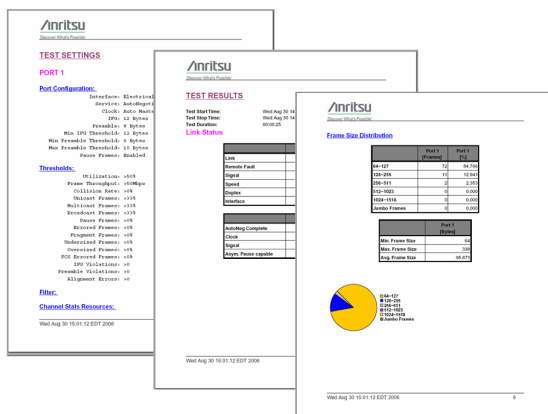 Anritsu
Discover What's Possible
TEST SETTINGS
PORT 1
Port Configuration:
Interface: Electrical
Service: AutoNegoti
Clock: Auto Maste
IFG: 12 Bytes
Preamble: 8 Bytes
Min IFG Threshold: 12 Bytes
Min Preamble Threshold: 6 Bytes
Max Preamble Threshold: 10 Bytes
Pause Frames: Enabled
Thresholds:
Utilization: >50%
Frame Throughput: >50Mbps
Collision Rate: >0%
Unicast Frames: >33%
Multicast Frames: >33%
Broadcast Frames: >33%
Pause Frames: >0%
Errored Frames: >0%
Fragment Frames: >0%
Undersized Frames: >0%
Oversized Frames: >0%
FCS Errored Frames: >0%
IFG Violations: >0
Preamble Violations: >0
Alignment Errors: >0
Filter:
Channel Stats Resources:
Wed Aug 30 15:01:12 EDT 2006
Anritsu
Discover What's Possible
TEST RESULTS
Test Start Time: Wed Aug 30 14
Test Stop Time: Wed Aug 30 14
Test Duration: 00:00:25
Link Status
Link
Remote Fault
Signal
Speed
Duplex
Interface
AutoNeg Complete
Clock
Signal
Asym. Pause capable
Wed Aug 30 15:01:12 EDT 2006
Anritsu
Discover What's Possible
Frame Size Distribution
Port 1 [Frames] Port 1 [%]
64-127 72 84.706
128-255 11 12.941
256-511 2 2.353
512-1023 0 0.000
1024-1518 0 0.000
Jumbo Frames 0 0.000
Port 1 [Bytes]
Min. Frame Size 64
Max. Frame Size 336
Avg. Frame Size 95.671
64-127
128-255
256-511
512-1023
1024-1518
Jumbo Frames
Wed Aug 30 15:01:12 EDT 2006 9